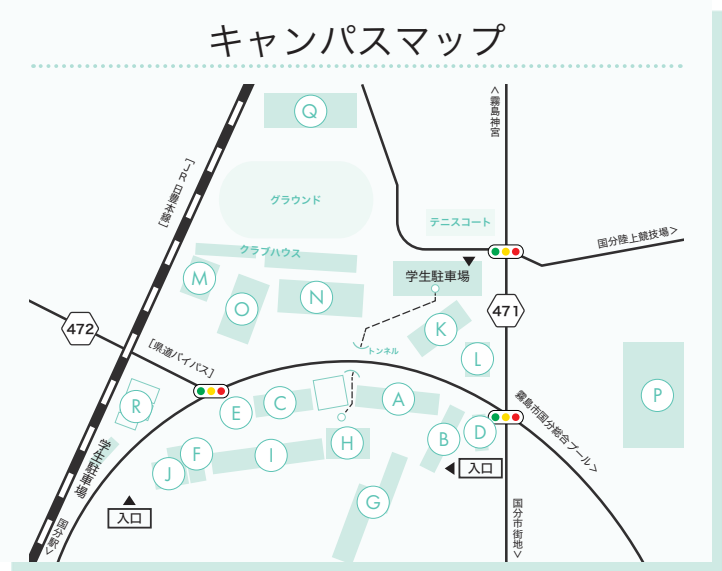 キャンパスマップ
Q
<霧島神宮
[JR日豊本線]
グラウンド
テニスコート
国分陸上競技場>
クラブハウス
学生駐車場
M
O
N
K
471
472
[県道バイパス]
トンネル
L
R
E
C
A
P
霧島市国分総合プール>
B
D
H
F
I
J
学生駐車場
入口
G
入口
国分駅>
国分市街地>